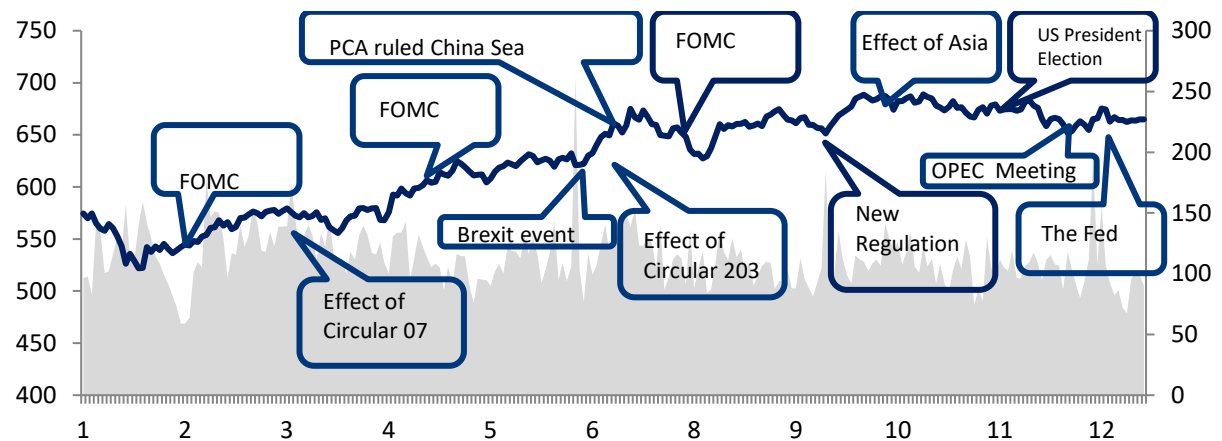 750
700
650
600
550
500
450
400
300
250
200
150
100
50
0
1 2 3 4 5 6 7 8 9 10 11 12
FOMC
Effect of
Circular 07
FOMC
PCA ruled China Sea
Brexit event
Effect of
Circular 203
FOMC
New
Regulation
Effect of Asia
US President
Election
OPEC Meeting
The Fed